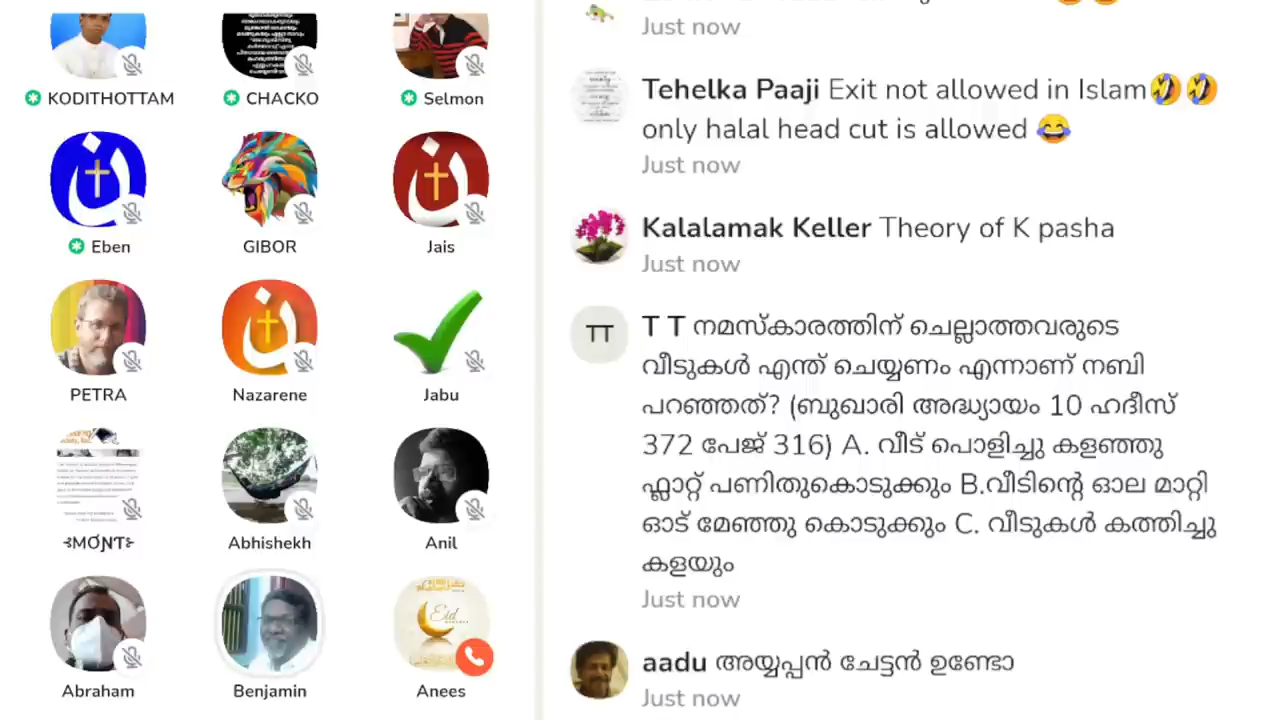 KODITHOTTAM
CHACKO
Selmon
Eben
GIBOR
Jais
PETRA
Nazarene
Jabu
⊰MƠƝƬ⊱
Abhishekh
Anil
Abraham
Benjamin
Eid
Anees
Just now
Tehelka Paaji Exit not allowed in Islam🤣🤣
only halal head cut is allowed 😂
Just now
Kalalamak Keller Theory of K pasha
Just now
TT
T T നമസ്കാരത്തിന് ചെല്ലാത്തവരുടെ
വീടുകൾ എന്ത് ചെയ്യണം എന്നാണ് നബി
പറഞ്ഞത്? (ബുഖാരി അദ്ധ്യായം 10 ഹദീസ്
372 പേജ് 316) A. വീട് പൊളിച്ചു കളഞ്ഞു
ഫ്ലാറ്റ് പണിതുകൊടുക്കും B.വീടിന്റെ ഓല മാറ്റി
ഓട് മേഞ്ഞു കൊടുക്കും C. വീടുകൾ കത്തിച്ചു
കളയും
Just now
aadu അയ്യപ്പൻ ചേട്ടൻ ഉണ്ടോ
Just now